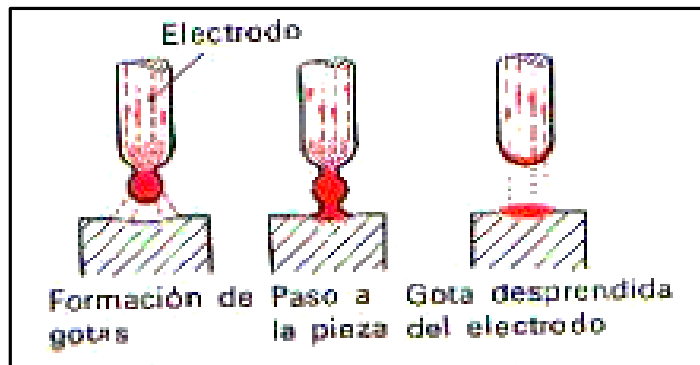 Electrodo
Formación de
gotas
Paso a
la pieza
Gota desprendida
del electrodo